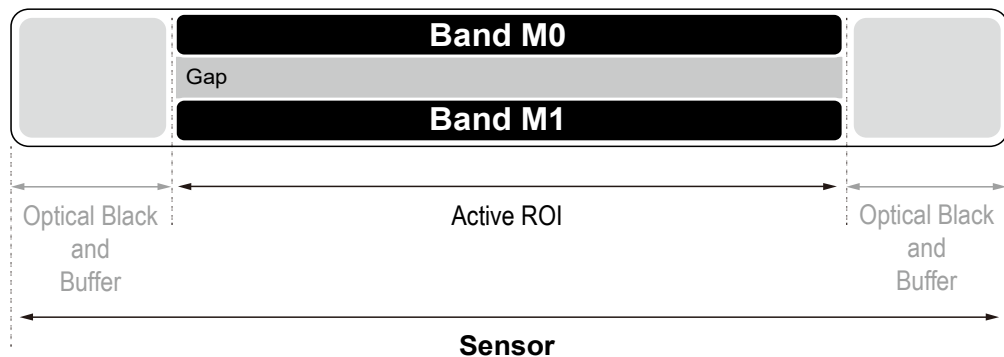 Band M0
Gap
Band M1
Optical Black
and
Buffer
Active ROI
Optical Black
and
Buffer
Sensor